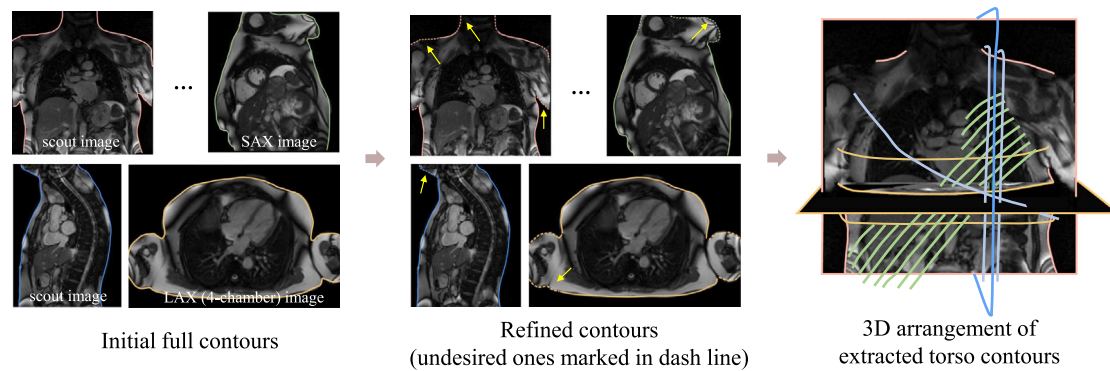 scout image
...
SAX image
scout image
LAX (4-chamber) image
Initial full contours
...
Refined contours
(undesired ones marked in dash line)
3D arrangement of
extracted torso contours